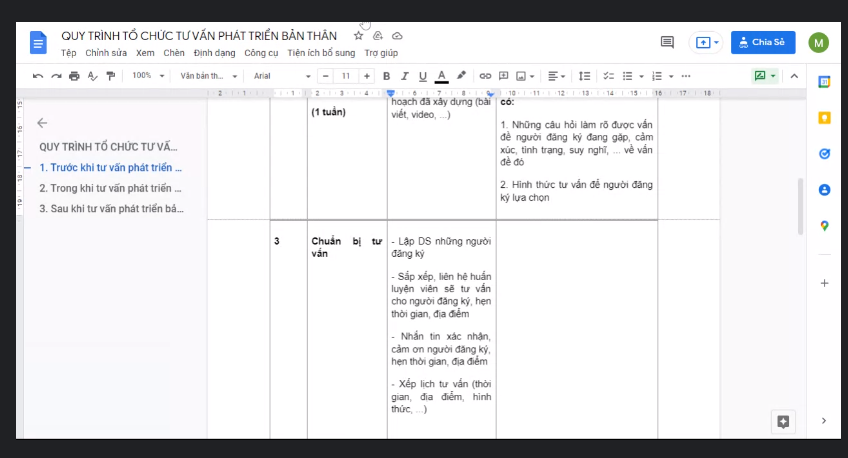 QUY TRÌNH TỔ CHỨC TƯ VẤN PHÁT TRIỂN BẢN THÂN
Chia Sẻ
M
Tệp Chỉnh sửa Xem Chèn Định dạng Công cụ Tiện ích bổ sung Trợ giúp
100% Văn bản th... Arial 11 B I U A
QUY TRÌNH TỔ CHỨC TƯ VẤ...
1. Trước khi tư vấn phát triển ...
2. Trong khi tư vấn phát triển ...
3. Sau khi tư vấn phát triển bả...
(1 tuần)
hoạch đã xây dựng (bài
viết, video, ...)
có:
1. Những câu hỏi làm rõ được vấn
đề người đăng ký đang gặp, cảm
xúc, tình trạng, suy nghĩ, ... về vấn
đề đó
2. Hình thức tư vấn để người đăng
ký lựa chọn
3
Chuẩn bị tư
vấn
- Lập DS những người
đăng ký
- Sắp xếp, liên hệ huấn
luyện viên sẽ tư vấn
cho người đăng ký, hẹn
thời gian, địa điểm
- Nhắn tin xác nhận,
cảm ơn người đăng ký,
hẹn thời gian, địa điểm
- Xếp lịch tư vấn (thời
gian, địa điểm, hình
thức, ...)